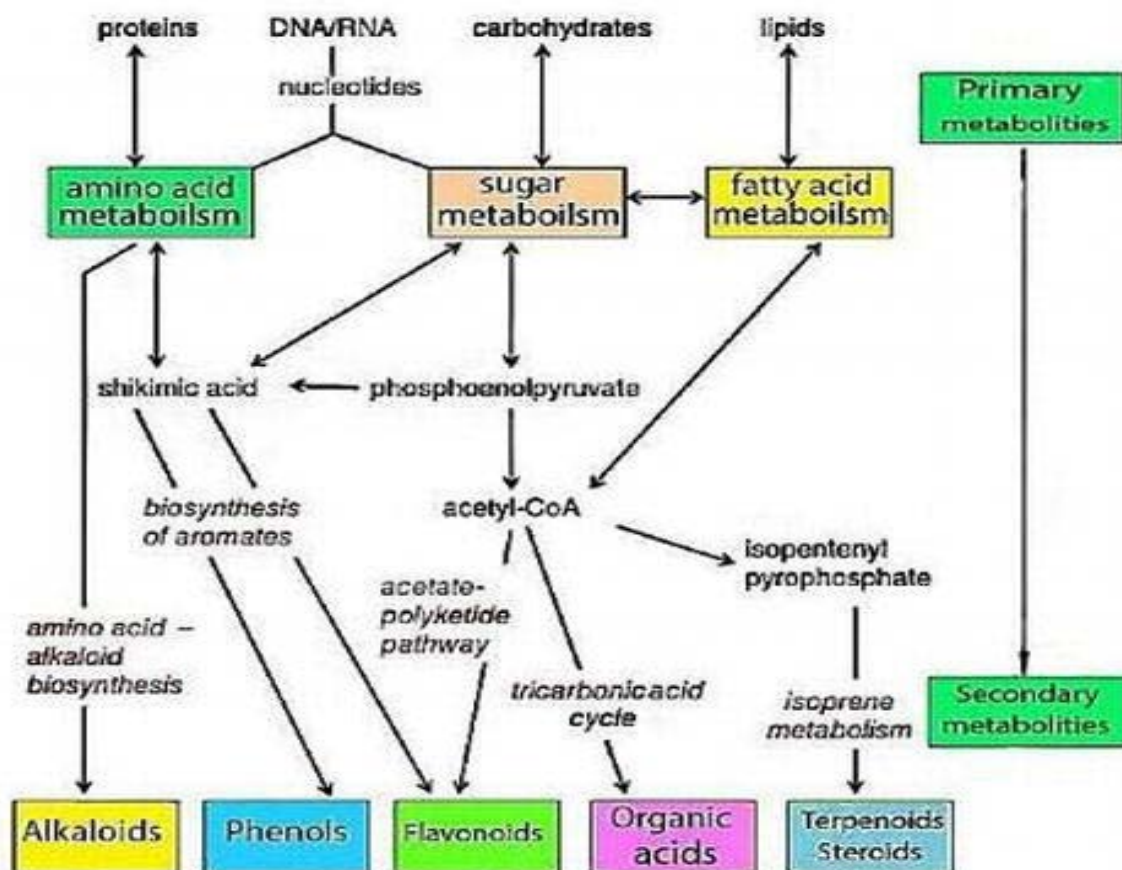 proteins
DNA/RNA
carbohydrates
lipids
nucleotides
Primary
metabolities
amino acid
metaboilsm
sugar
metaboilsm
fatty acid
metaboilsm
shikimic acid
phosphoenolpyruvate
biosynthesis
of aromates
acetyl-CoA
isopentenyl
pyrophosphate
acetate-
polyketide
pathway
amino acid –
alkaloid
biosynthesis
tricarbonic acid
cycle
isoprene
metabolism
Secondary
metabolities
Alkaloids
Phenols
Flavonoids
Organic
acids
Terpenoids
Steroids